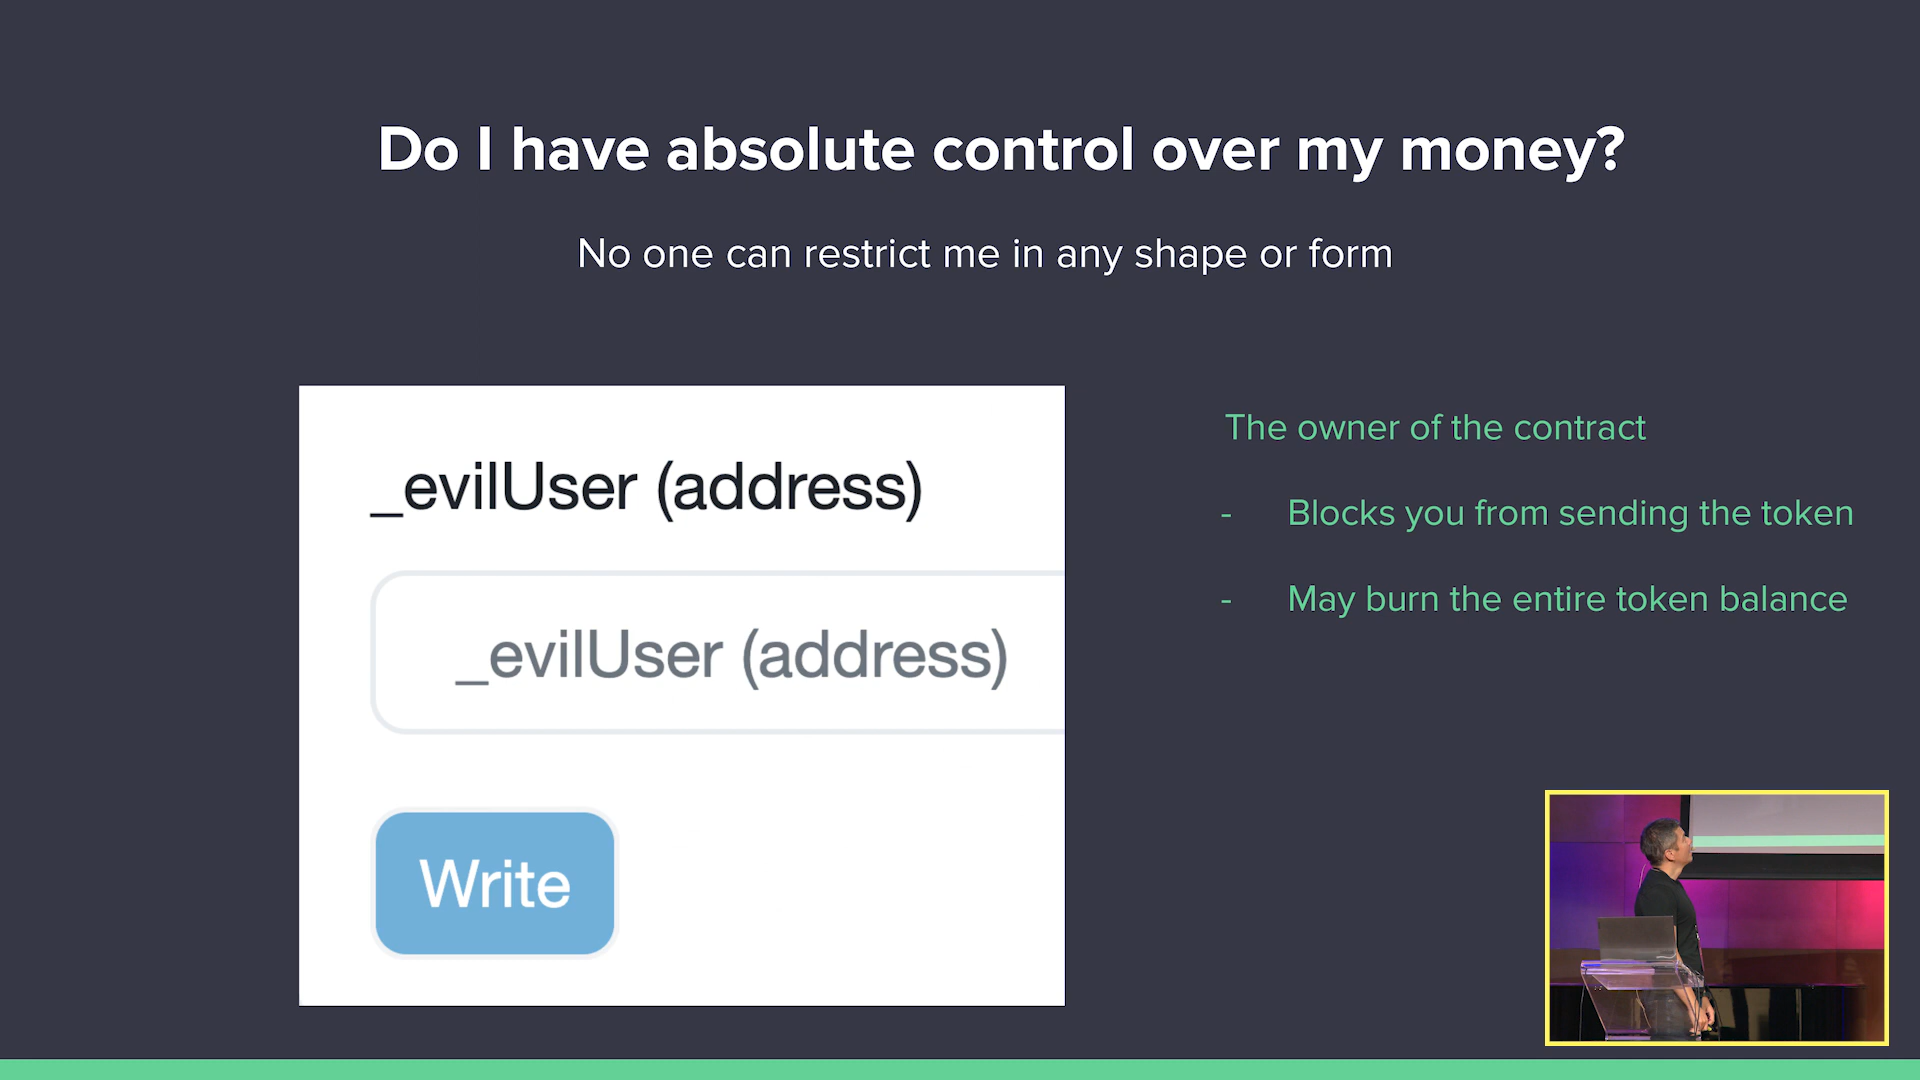 Do I have absolute control over my money?
No one can restrict me in any shape or form
_evilUser (address)
_evilUser (address)
Write
The owner of the contract
- Blocks you from sending the token
- May burn the entire token balance